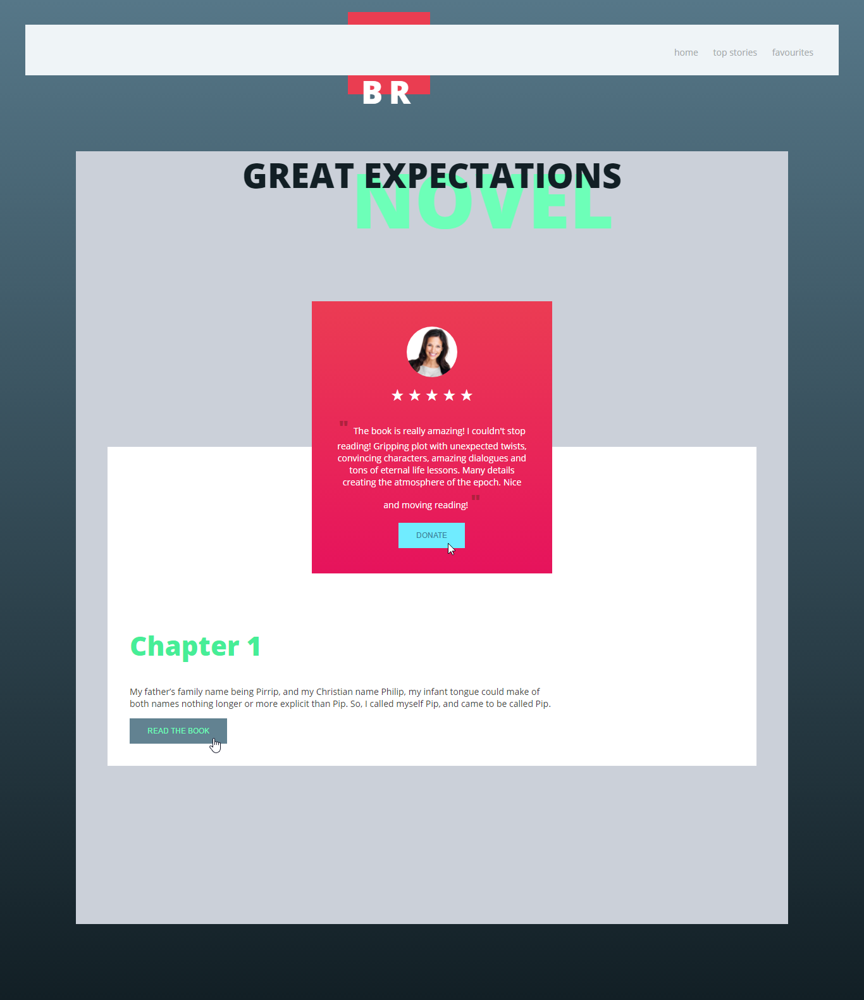 home top stories favourites
B R
GREAT EXPECTATIONS
NOVEL
★ ★ ★ ★ ★
" The book is really amazing! I couldn't stop
reading! Gripping plot with unexpected twists,
convincing characters, amazing dialogues and
tons of eternal life lessons. Many details
creating the atmosphere of the epoch. Nice
and moving reading! "
DONATE
Chapter 1
My father’s family name being Pirrip, and my Christian name Philip, my infant tongue could make of
both names nothing longer or more explicit than Pip. So, I called myself Pip, and came to be called Pip.
READ THE BOOK